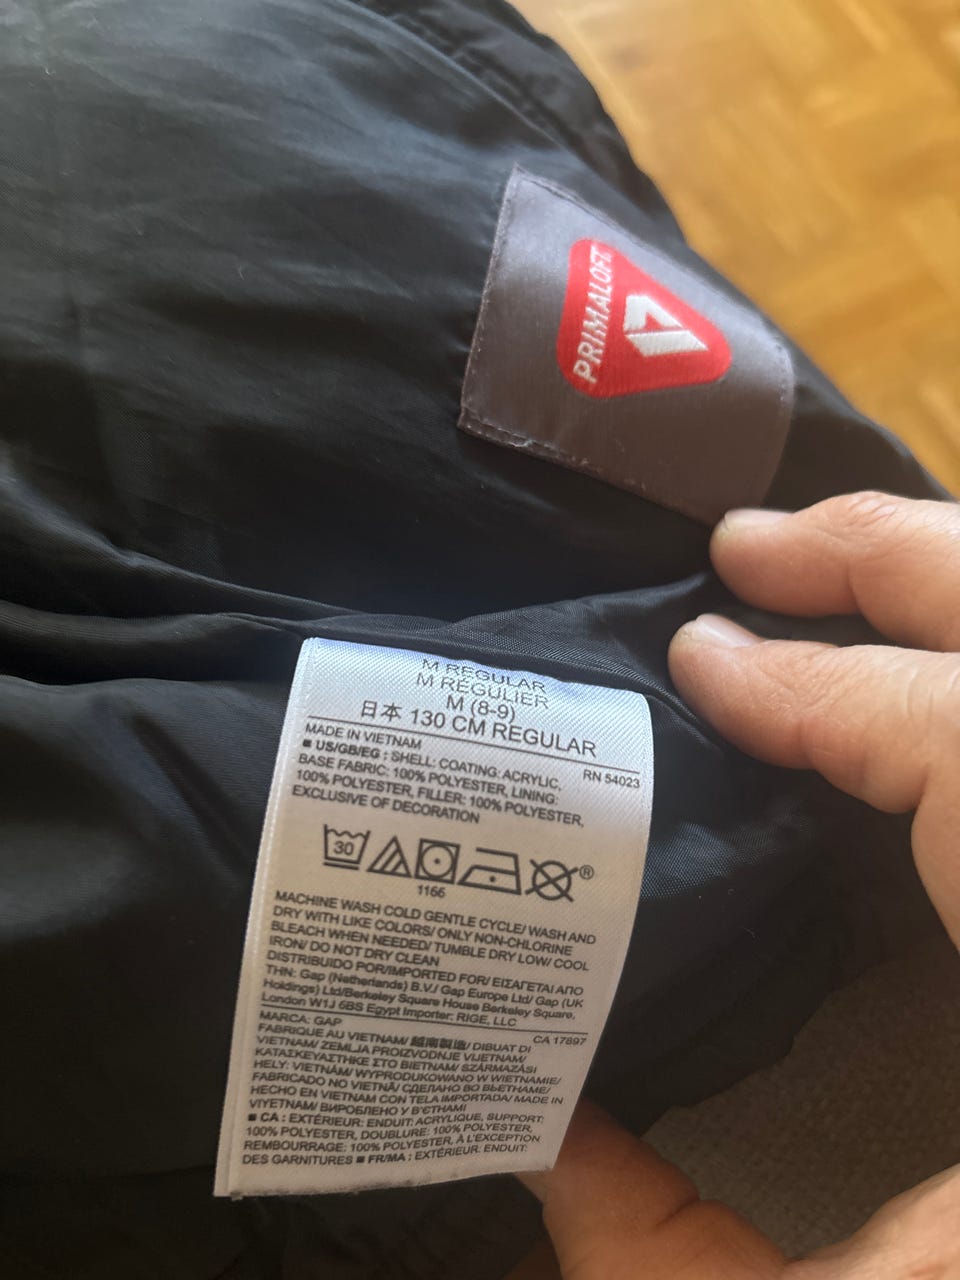 PRIMALOFT
M REGULAR
M REGULIER
M (8-9)
日本 130 CM REGULAR
MADE IN VIETNAM
RN 54023
■ US/GB/EG : SHELL: COATING: ACRYLIC,
BASE FABRIC: 100% POLYESTER, LINING:
100% POLYESTER, FILLER: 100% POLYESTER,
EXCLUSIVE OF DECORATION
30
®
1166
MACHINE WASH COLD GENTLE CYCLE/ WASH AND
DRY WITH LIKE COLORS/ ONLY NON-CHLORINE
BLEACH WHEN NEEDED/ TUMBLE DRY LOW/ COOL
IRON/ DO NOT DRY CLEAN
DISTRIBUIDO POR/IMPORTED FOR/ ΕΙΣΑΓΕΤΑΙ ΑΠΟ
ΤΗΝ: Gap (Netherlands) B.V./ Gap Europe Ltd/ Gap (UK
Holdings) Ltd/Berkeley Square House Berkeley Square,
London W1J 6BS Egypt Importer: RIGE, LLC
MARCA: GAP
CA 17897
FABRIQUE AU VIETNAM/ 越南製造/ DIBUAT DI
VIETNAM/ ZEMLJA PROIZVODNJE VIJETNAM/
ΚΑΤΑΣΚΕΥΑΣΤΗΚΕ ΣΤΟ ΒΙΕΤΝΑΜ/ SZÁRMAZÁSI
HELY: VIETNÁM/ WYPRODUKOWANO W WIETNAMIE/
FABRICADO NO VIETNÃ/ СДЕЛАНО ВО ВЬЕТНАМЕ/
HECHO EN VIETNAM CON TELA IMPORTADA/ MADE IN
VIYETNAM/ ВИРОБЛЕНО У В'ЄТНАМІ
■ CA : EXTÉRIEUR: ENDUIT: ACRYLIQUE, SUPPORT:
100% POLYESTER, DOUBLURE: 100% POLYESTER,
REMBOURRAGE: 100% POLYESTER, À L'EXCEPTION
DES GARNITURES ■ FR/MA : EXTÉRIEUR: ENDUIT: